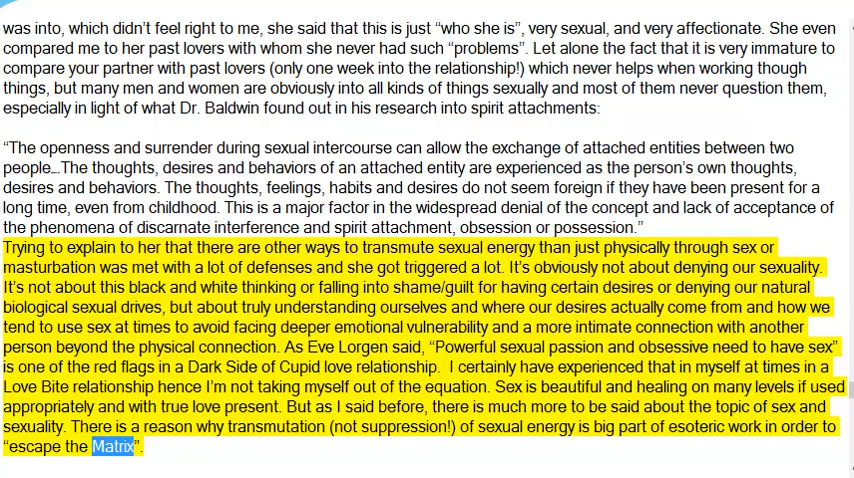 was into, which didn’t feel right to me, she said that this is just “who she is”, very sexual, and very affectionate. She even
compared me to her past lovers with whom she never had such “problems”. Let alone the fact that it is very immature to
compare your partner with past lovers (only one week into the relationship!) which never helps when working though
things, but many men and women are obviously into all kinds of things sexually and most of them never question them,
especially in light of what Dr. Baldwin found out in his research into spirit attachments:
“The openness and surrender during sexual intercourse can allow the exchange of attached entities between two
people….The thoughts, desires and behaviors of an attached entity are experienced as the person’s own thoughts,
desires and behaviors. The thoughts, feelings, habits and desires do not seem foreign if they have been present for a
long time, even from childhood. This is a major factor in the widespread denial of the concept and lack of acceptance of
the phenomena of discarnate interference and spirit attachment, obsession or possession.”
Trying to explain to her that there are other ways to transmute sexual energy than just physically through sex or
masturbation was met with a lot of defenses and she got triggered a lot. It’s obviously not about denying our sexuality.
It’s not about this black and white thinking or falling into shame/guilt for having certain desires or denying our natural
biological sexual drives, but about truly understanding ourselves and where our desires actually come from and how we
tend to use sex at times to avoid facing deeper emotional vulnerability and a more intimate connection with another
person beyond the physical connection. As Eve Lorgen said, “Powerful sexual passion and obsessive need to have sex”
is one of the red flags in a Dark Side of Cupid love relationship.  I certainly have experienced that in myself at times in a
Love Bite relationship hence I’m not taking myself out of the equation. Sex is beautiful and healing on many levels if used
appropriately and with true love present. But as I said before, there is much more to be said about the topic of sex and
sexuality. There is a reason why transmutation (not suppression!) of sexual energy is big part of esoteric work in order to
“escape the Matrix”.